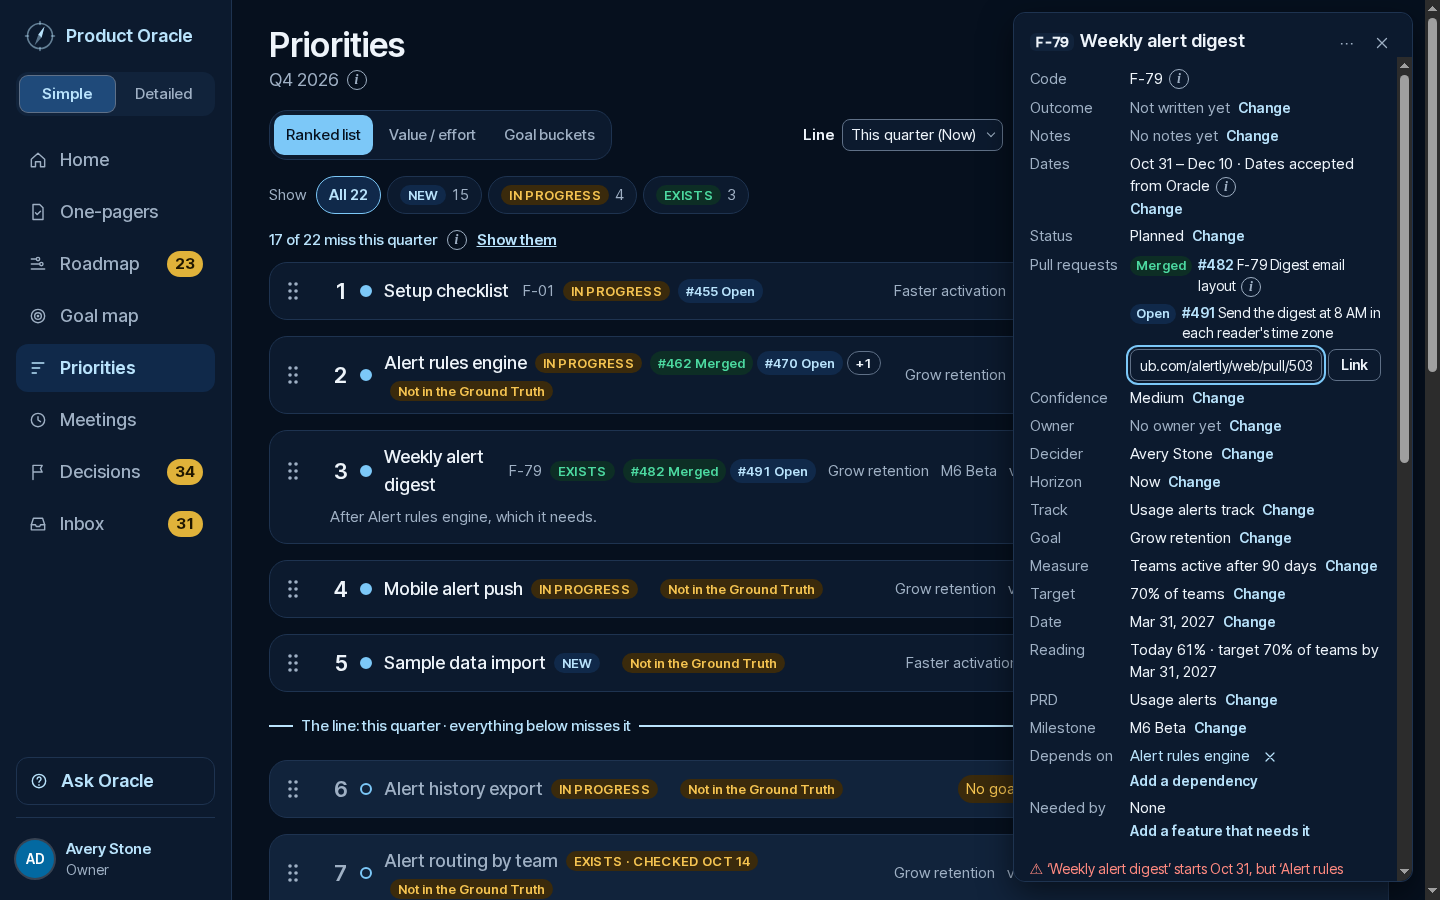 Product Oracle
Simple
Detailed
Home
One-pagers
Roadmap 23
Goal map
Priorities
Meetings
Decisions 34
Inbox 31
Ask Oracle
AD
Avery Stone
Owner
Priorities
Q4 2026 i
Ranked list
Value / effort
Goal buckets
Line This quarter (Now)
Show All 22 NEW 15 IN PROGRESS 4 EXISTS 3
17 of 22 miss this quarter i Show them
1 Setup checklist F-01 IN PROGRESS #455 Open Faster activation
2 Alert rules engine IN PROGRESS #462 Merged #470 Open +1 Grow retention
Not in the Ground Truth
3 Weekly alert digest F-79 EXISTS #482 Merged #491 Open Grow retention M6 Beta
After Alert rules engine, which it needs.
4 Mobile alert push IN PROGRESS Not in the Ground Truth Grow retention
5 Sample data import NEW Not in the Ground Truth Faster activation
The line: this quarter · everything below misses it
6 Alert history export IN PROGRESS Not in the Ground Truth No goa
7 Alert routing by team EXISTS · CHECKED OCT 14 Grow retention
Not in the Ground Truth
F-79 Weekly alert digest
Code F-79 i
Outcome Not written yet Change
Notes No notes yet Change
Dates Oct 31 – Dec 10 · Dates accepted
from Oracle i
Change
Status Planned Change
Pull requests Merged #482 F-79 Digest email
layout i
Open #491 Send the digest at 8 AM in
each reader's time zone
ub.com/alertly/web/pull/503 Link
Confidence Medium Change
Owner No owner yet Change
Decider Avery Stone Change
Horizon Now Change
Track Usage alerts track Change
Goal Grow retention Change
Measure Teams active after 90 days Change
Target 70% of teams Change
Date Mar 31, 2027 Change
Reading Today 61% · target 70% of teams by
Mar 31, 2027
PRD Usage alerts Change
Milestone M6 Beta Change
Depends on Alert rules engine
Add a dependency
Needed by None
Add a feature that needs it
⚠ ‘Weekly alert digest’ starts Oct 31, but ‘Alert rules